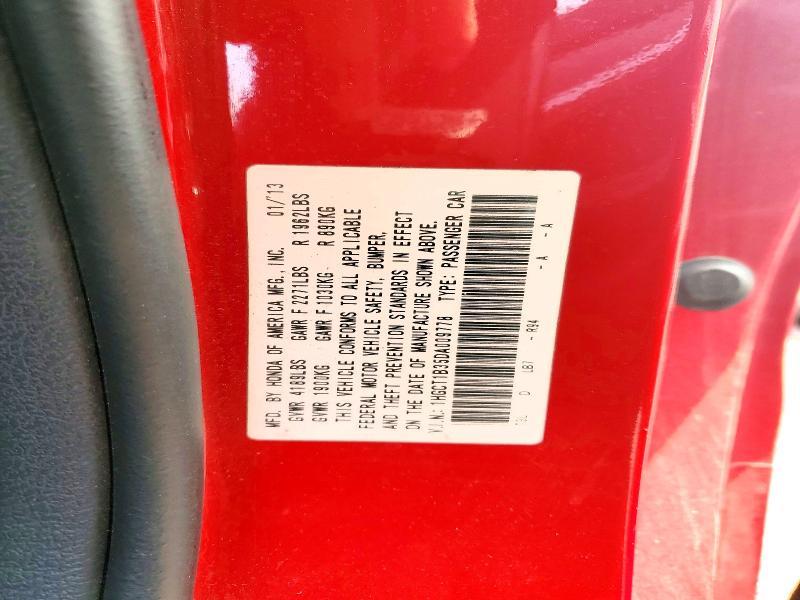 MFD. BY HONDA OF AMERICA MFG., INC. 01/13
GVWR 4189LBS GAWR F 2271LBS R 1962LBS
GVWR 1900KG GAWR F 1030KG R 890KG
THIS VEHICLE CONFORMS TO ALL APPLICABLE
FEDERAL MOTOR VEHICLE SAFETY, BUMPER,
AND THEFT PREVENTION STANDARDS IN EFFECT
ON THE DATE OF MANUFACTURE SHOWN ABOVE.
V.I.N.: 1HGCT1B35DA009778 TYPE: PASSENGER CAR
D LB7 - R94 - A - A